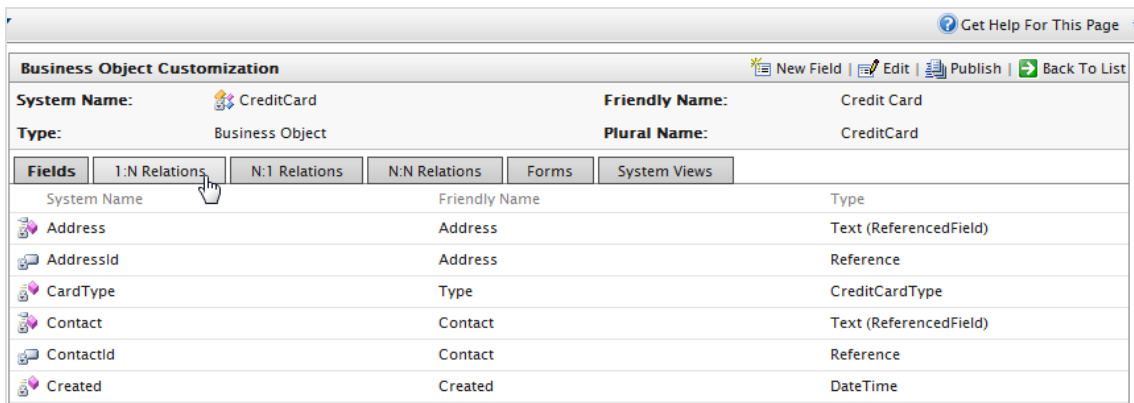 Get Help For This Page
Business Object Customization New Field | Edit | Publish | Back To List
System Name: CreditCard Friendly Name: Credit Card
Type: Business Object Plural Name: CreditCard
Fields 1:N Relations N:1 Relations N:N Relations Forms System Views
System Name Friendly Name Type
Address Address Text (ReferencedField)
AddressId Address Reference
CardType Type CreditCardType
Contact Contact Text (ReferencedField)
ContactId Contact Reference
Created Created DateTime